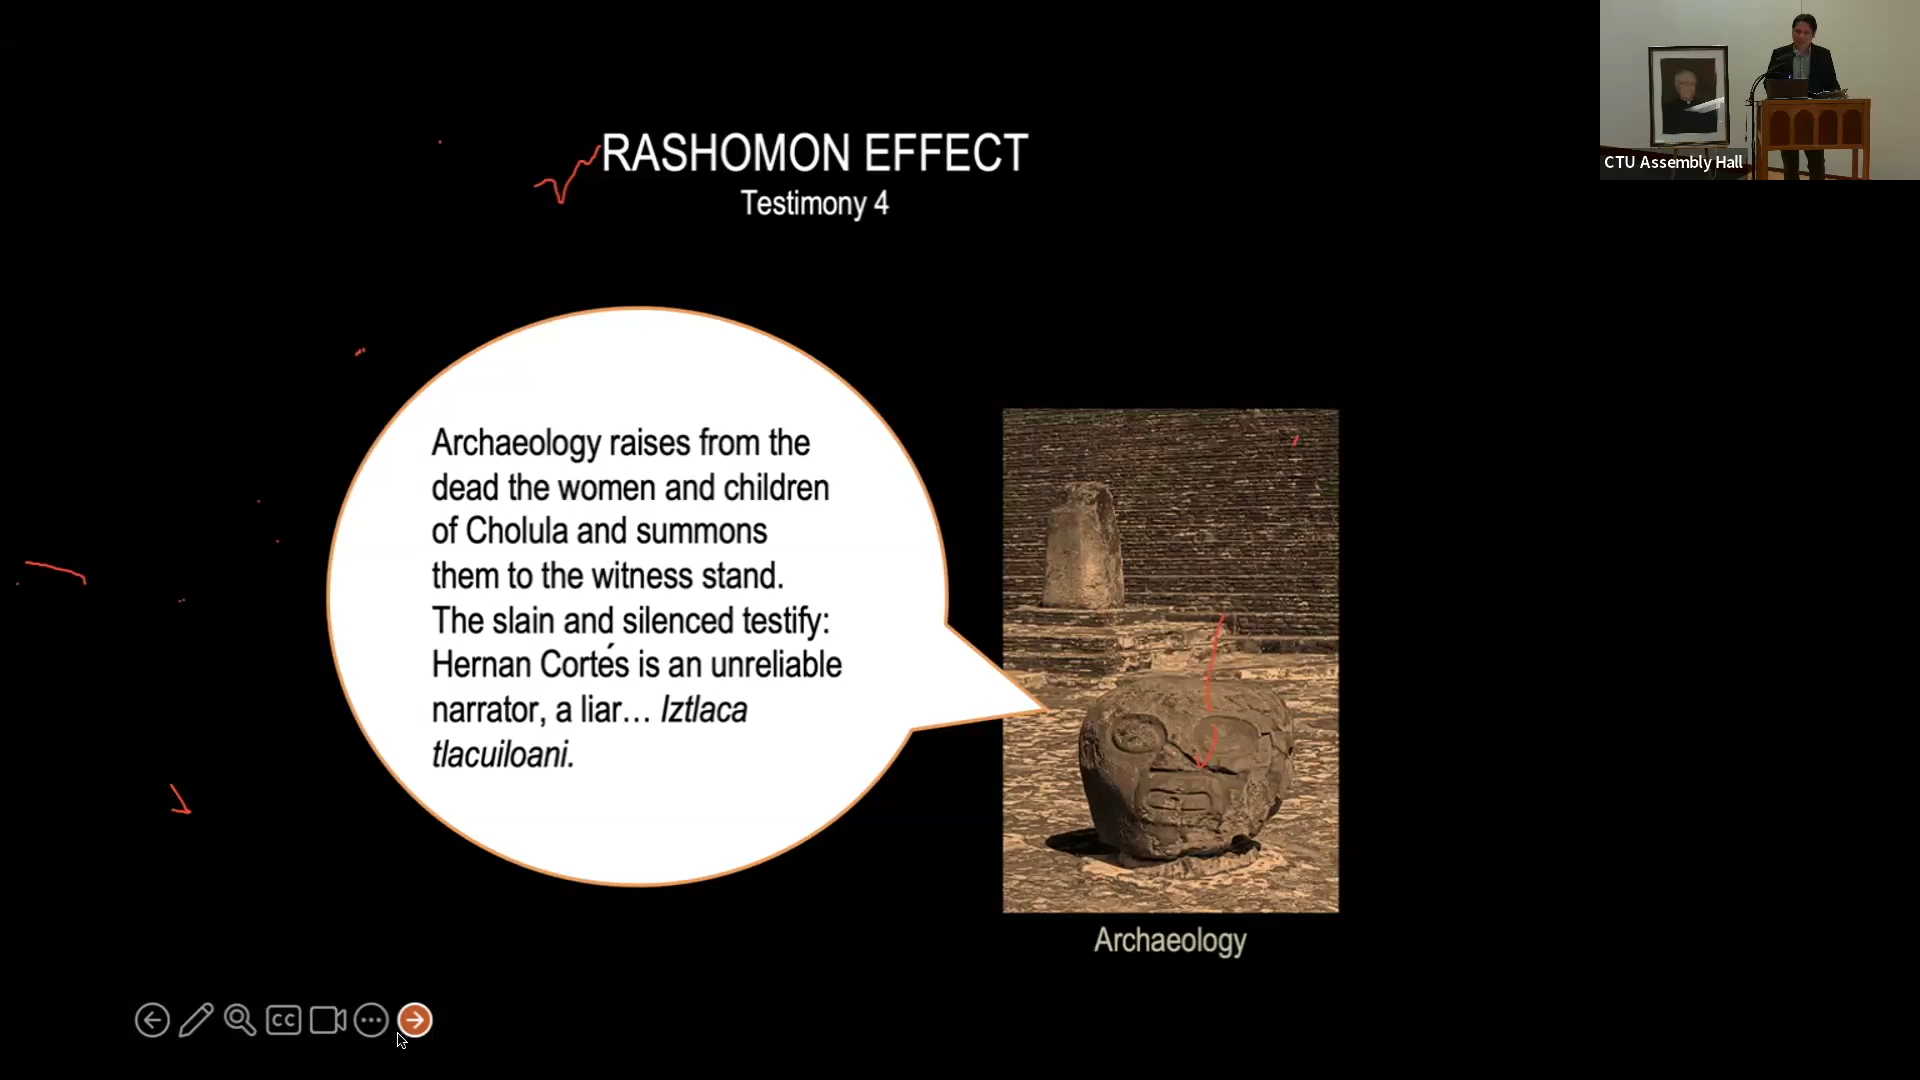 CTU Assembly Hall
RASHOMON EFFECT
Testimony 4
Archaeology raises from the
dead the women and children
of Cholula and summons
them to the witness stand.
The slain and silenced testify:
Hernan Cortés is an unreliable
narrator, a liar… Iztlaca
tlacuiloani.
Archaeology
CC